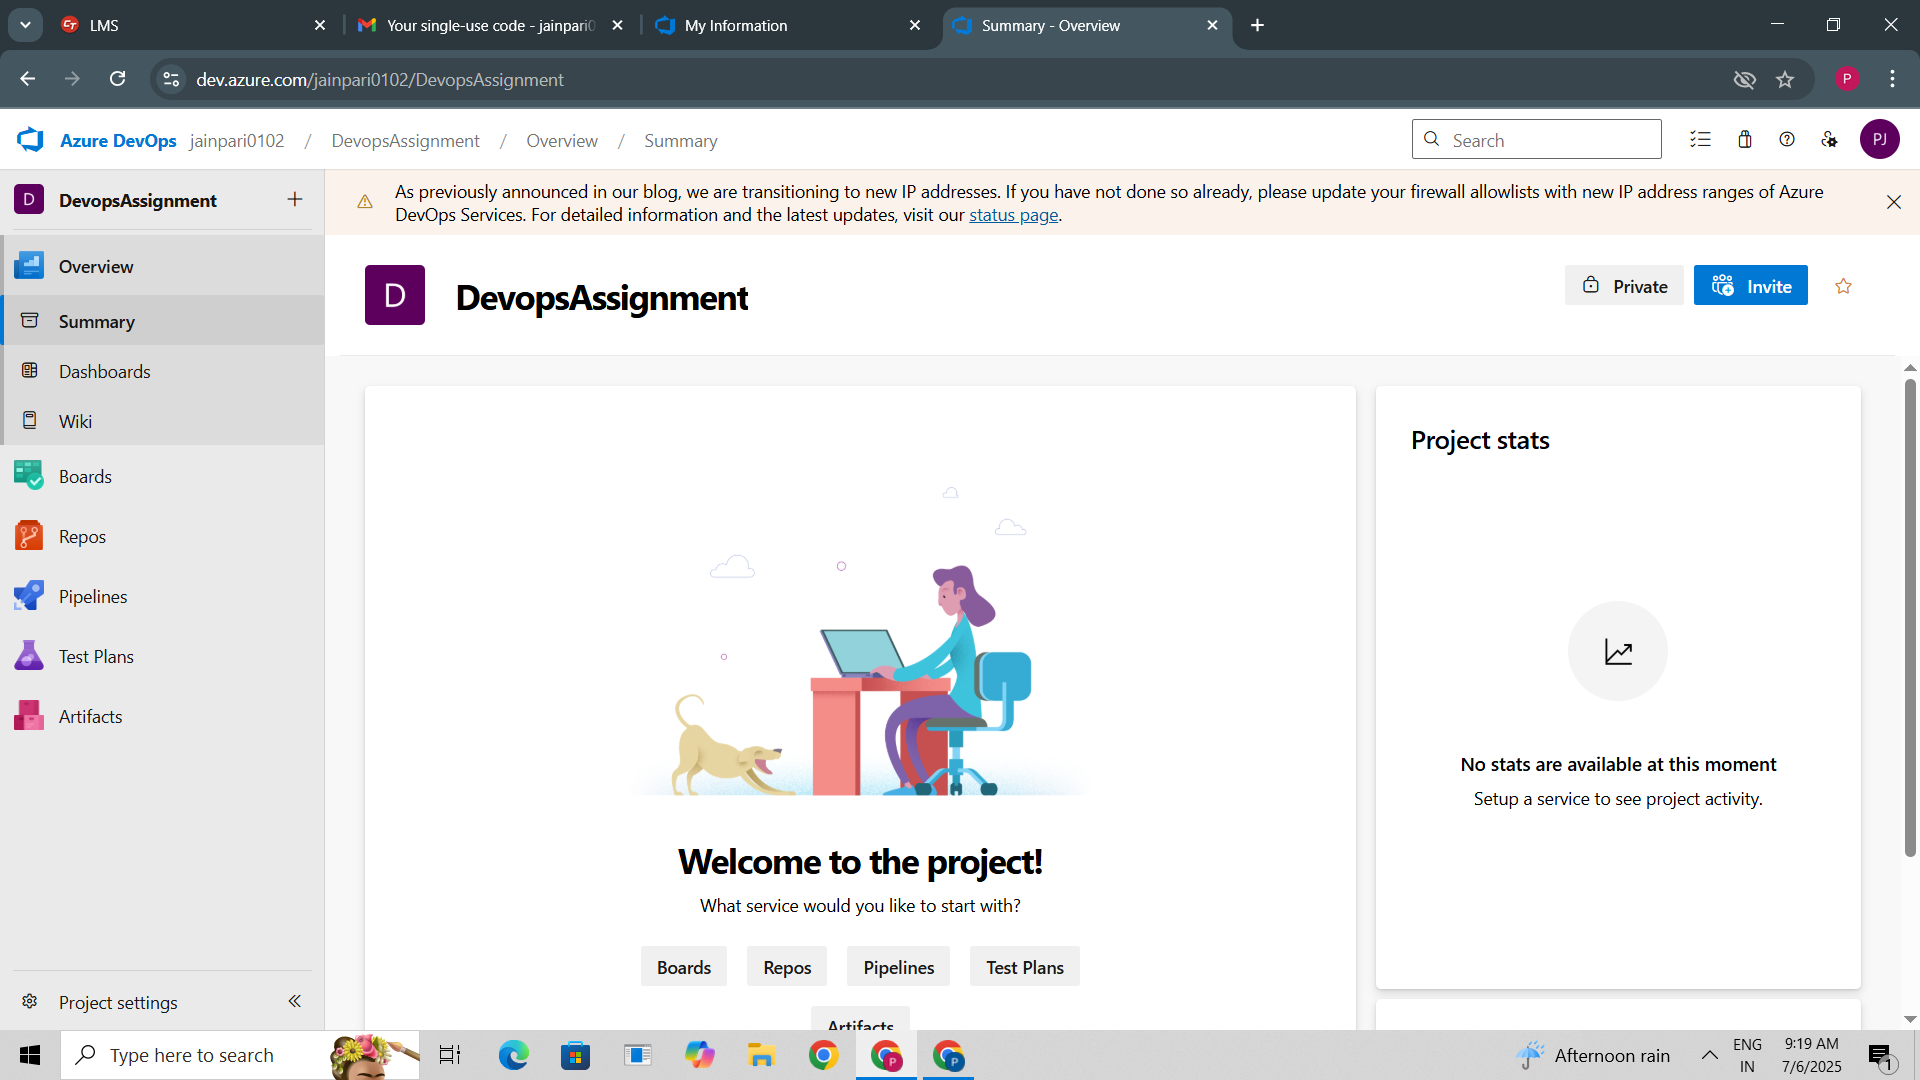 LMS
Your single-use code - jainpari0
My Information
Summary - Overview
dev.azure.com/jainpari0102/DevopsAssignment
P
Azure DevOps jainpari0102 / DevopsAssignment / Overview / Summary
Search
PJ
D DevopsAssignment
As previously announced in our blog, we are transitioning to new IP addresses. If you have not done so already, please update your firewall allowlists with new IP address ranges of Azure
DevOps Services. For detailed information and the latest updates, visit our status page.
Overview
Summary
Dashboards
Wiki
Boards
Repos
Pipelines
Test Plans
Artifacts
Project settings
D DevopsAssignment
Private
Invite
Welcome to the project!
What service would you like to start with?
Boards
Repos
Pipelines
Test Plans
Artifacts
Project stats
No stats are available at this moment
Setup a service to see project activity.
Type here to search
P
P
Afternoon rain
ENG
IN
9:19 AM
7/6/2025
1